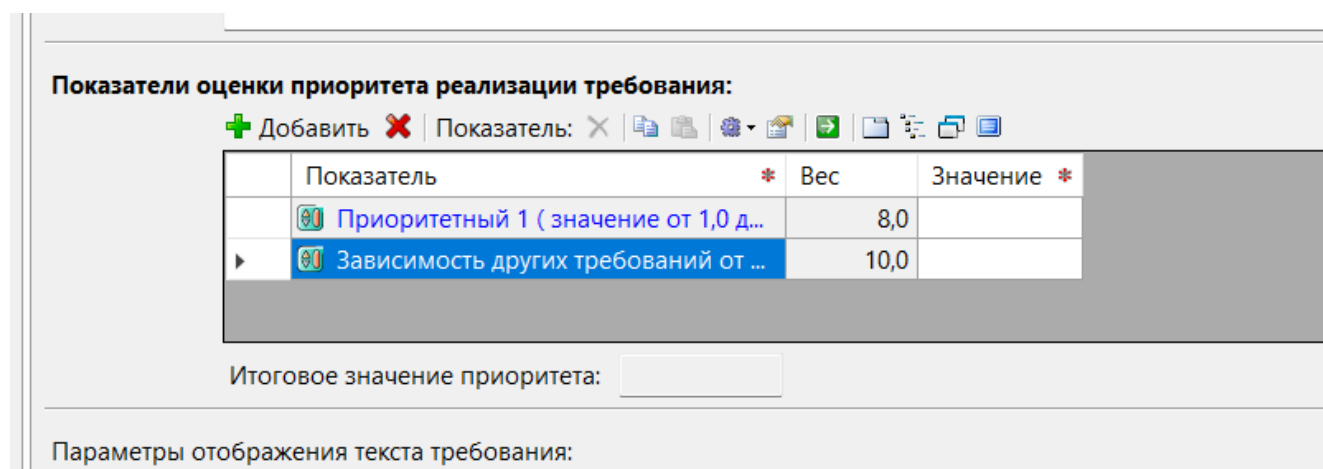 Показатели оценки приоритета реализации требования:
Добавить Показатель:
Показатель * Вес Значение *
Приоритетный 1 ( значение от 1,0 д... 8,0
Зависимость других требований от ... 10,0
Итоговое значение приоритета:
Параметры отображения текста требования: